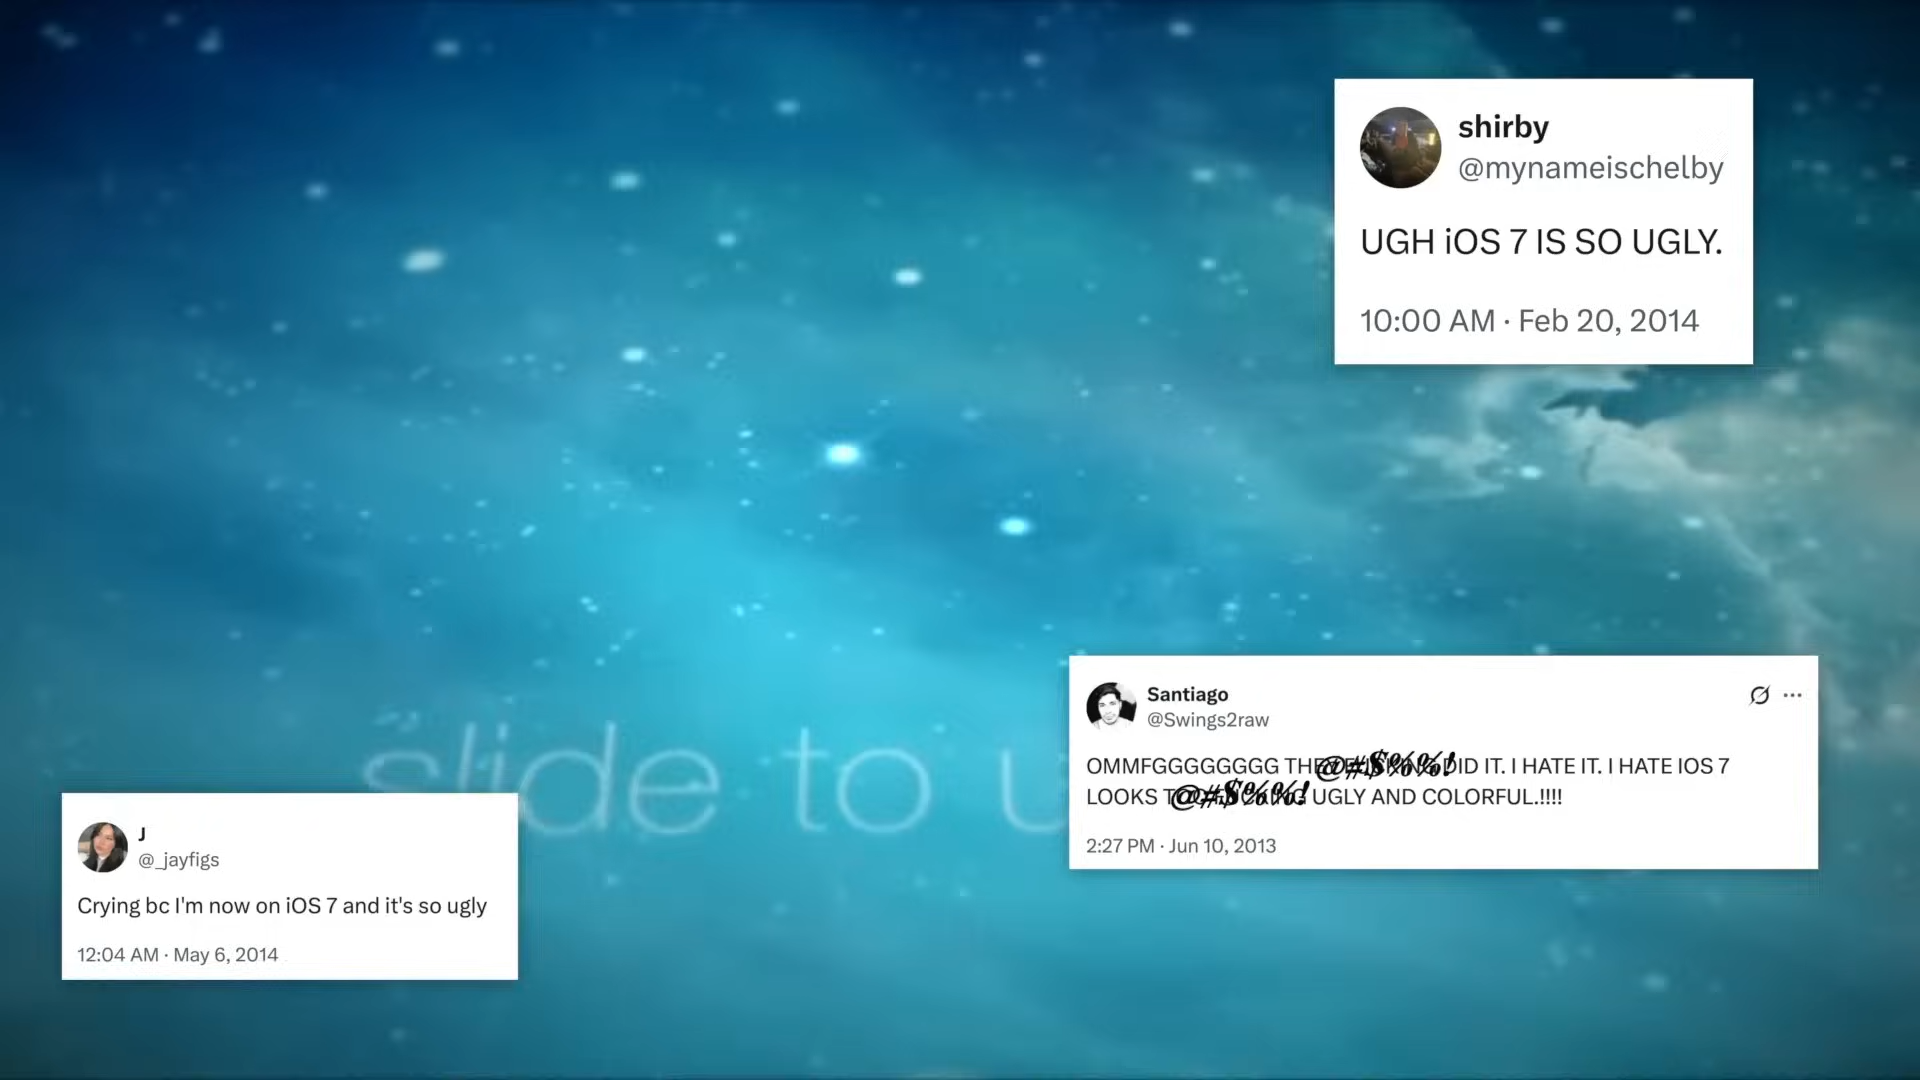 shirby
@mynameischelby
UGH iOS 7 IS SO UGLY.
10:00 AM · Feb 20, 2014
Santiago
@Swings2raw
OMMFGGGGGGGG @#$%%! DID IT. I HATE IT. I HATE IOS 7
LOOKS @#$%%! UGLY AND COLORFUL.!!!!
2:27 PM · Jun 10, 2013
slide to u
J
@_jayfigs
Crying bc I'm now on iOS 7 and it's so ugly
12:04 AM · May 6, 2014